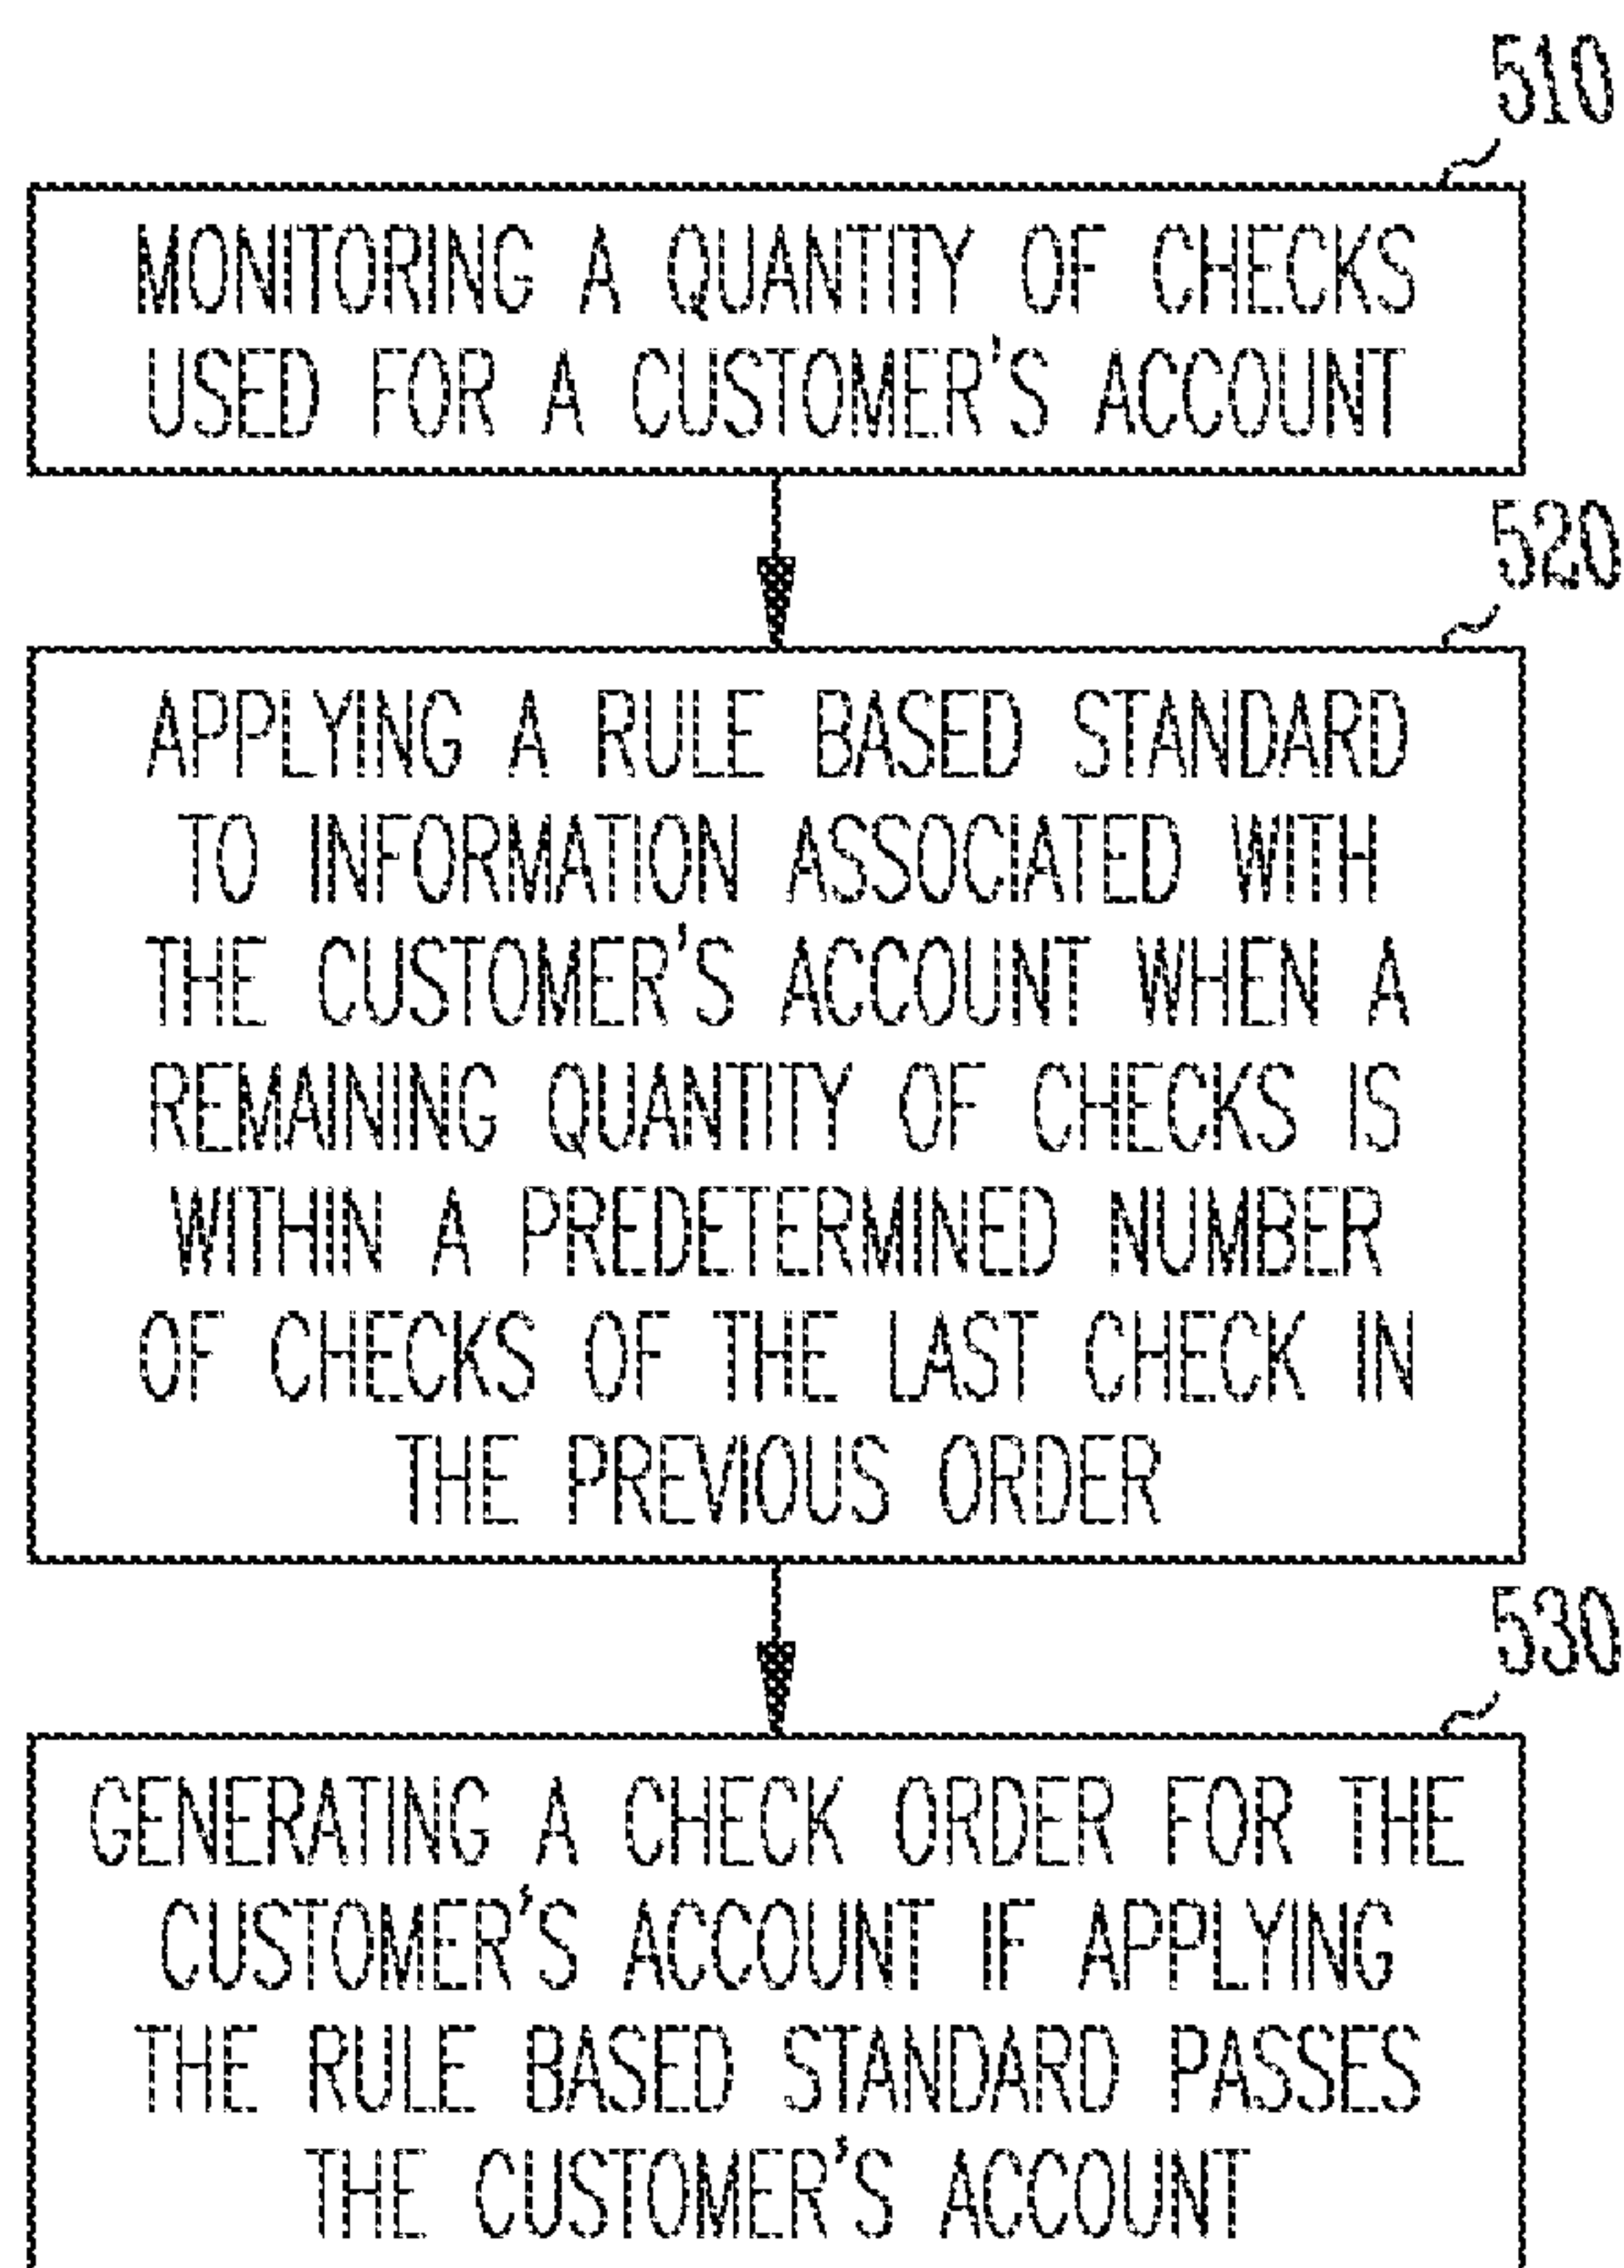 510
MONITORING A QUANTITY OF CHECKS
USED FOR A CUSTOMER'S ACCOUNT
520
APPLYING A RULE BASED STANDARD
TO INFORMATION ASSOCIATED WITH
THE CUSTOMER'S ACCOUNT WHEN A
REMAINING QUANTITY OF CHECKS IS
WITHIN A PREDETERMINED NUMBER
OF CHECKS OF THE LAST CHECK IN
THE PREVIOUS ORDER
530
GENERATING A CHECK ORDER FOR THE
CUSTOMER'S ACCOUNT IF APPLYING
THE RULE BASED STANDARD PASSES
THE CUSTOMER'S ACCOUNT